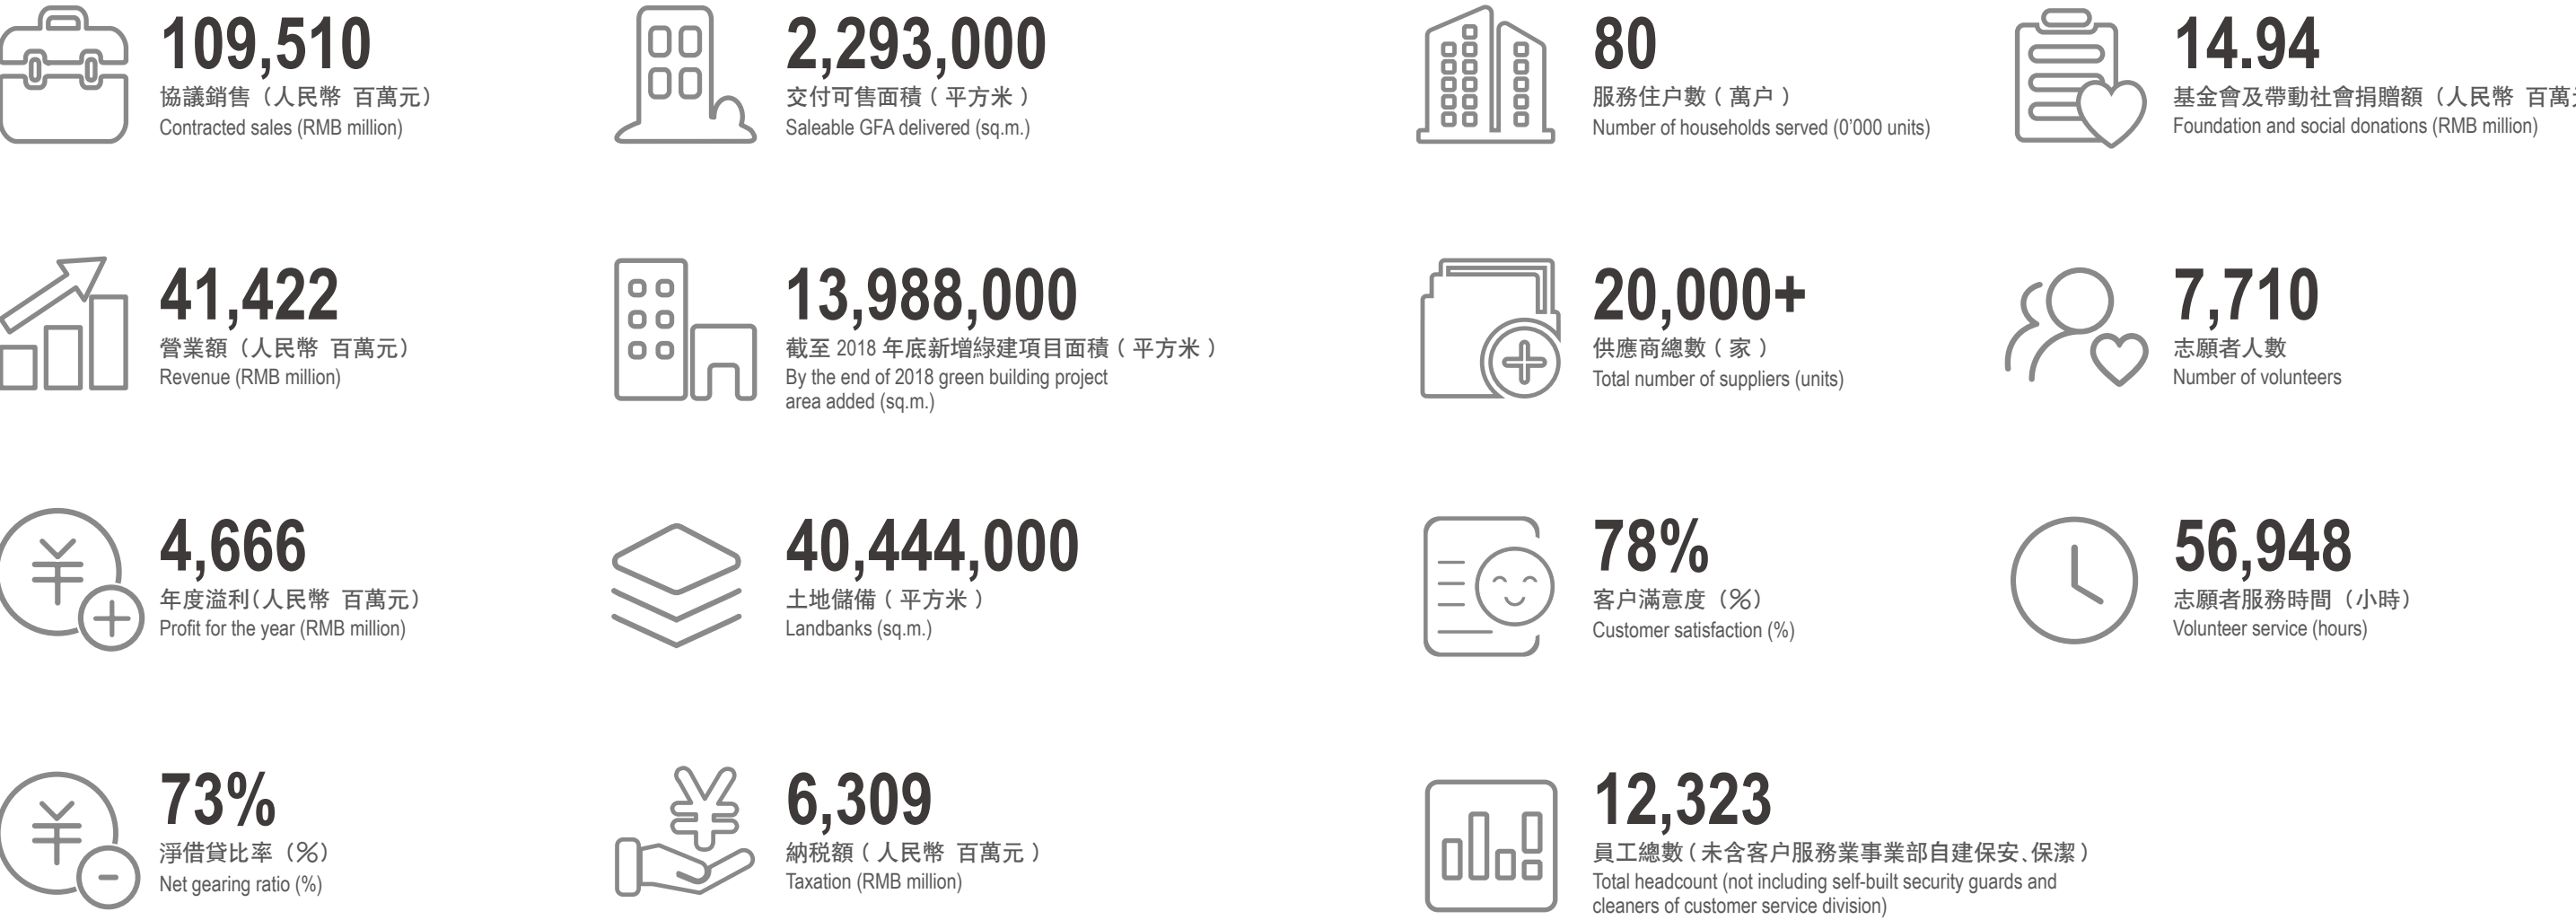 109,510
協議銷售（人民幣 百萬元）
Contracted sales (RMB million)
2,293,000
交付可售面積（平方米）
Saleable GFA delivered (sq.m.)
80
服務住户數（萬户）
Number of households served (0'000 units)
14.94
基金會及帶動社會捐贈額（人民幣 百萬
Foundation and social donations (RMB million)
41,422
營業額（人民幣 百萬元）
Revenue (RMB million)
13,988,000
截至 2018 年底新增緑建項目面積（平方米）
By the end of 2018 green building project
area added (sq.m.)
20,000+
供應商總數（家）
Total number of suppliers (units)
7,710
志願者人數
Number of volunteers
4,666
年度溢利（人民幣 百萬元）
Profit for the year (RMB million)
40,444,000
土地儲備（平方米）
Landbanks (sq.m.)
78%
客户滿意度（%）
Customer satisfaction (%)
56,948
志願者服務時間（小時）
Volunteer service (hours)
73%
淨借貸比率（%）
Net gearing ratio (%)
6,309
納税額（人民幣 百萬元）
Taxation (RMB million)
12,323
員工總數（未含客户服務業事業部自建保安、保潔）
Total headcount (not including self-built security guards and
cleaners of customer service division)